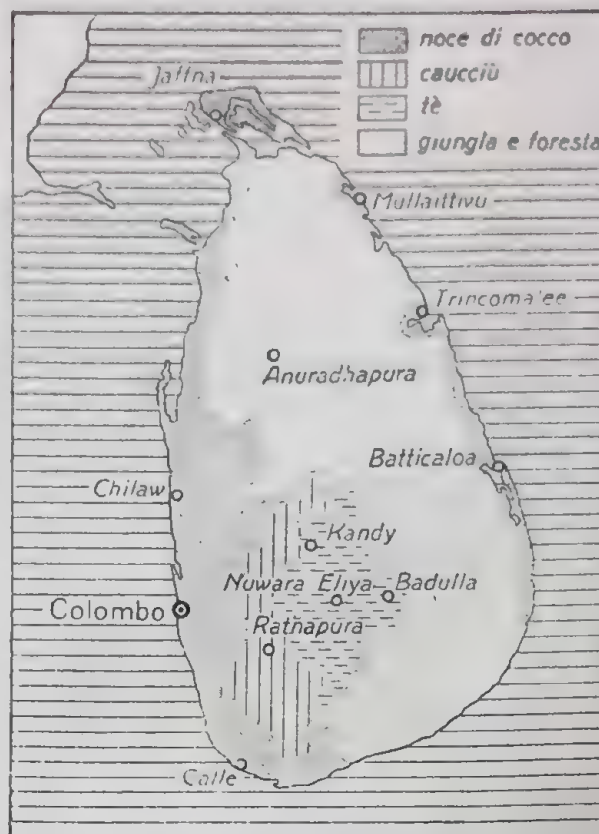 noce di cocco
caucciù
tè
giungla e foresta
Jaffna
Mullaittivu
Trincomalee
Anuradhapura
Batticaloa
Chilaw
Kandy
Nuwara Eliya
Badulla
Colombo
Ratnapura
Galle